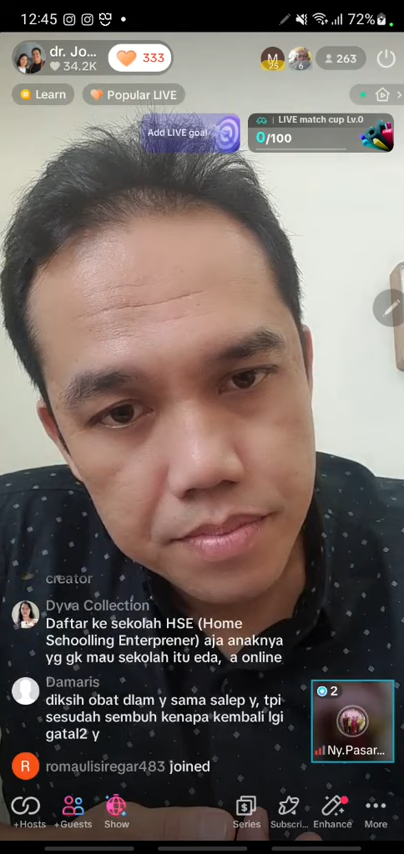 12:45
72%
dr. Jo...
34.2K
333
M
25
6
263
Learn
Popular LIVE
Add LIVE goal
LIVE match cup Lv.0
0/100
creator
Dyva Collection
Daftar ke sekolah HSE (Home
Schoolling Enterprener) aja anaknya
yg gk mau sekolah itu eda, a online
Damaris
diksih obat dlam y sama salep y, tpi
sesudah sembuh kenapa kembali lgi
gatal2 y
2
Ny.Pasar...
R
romaulisiregar483 joined
+Hosts
+Guests
Show
Series
Subscri...
Enhance
More